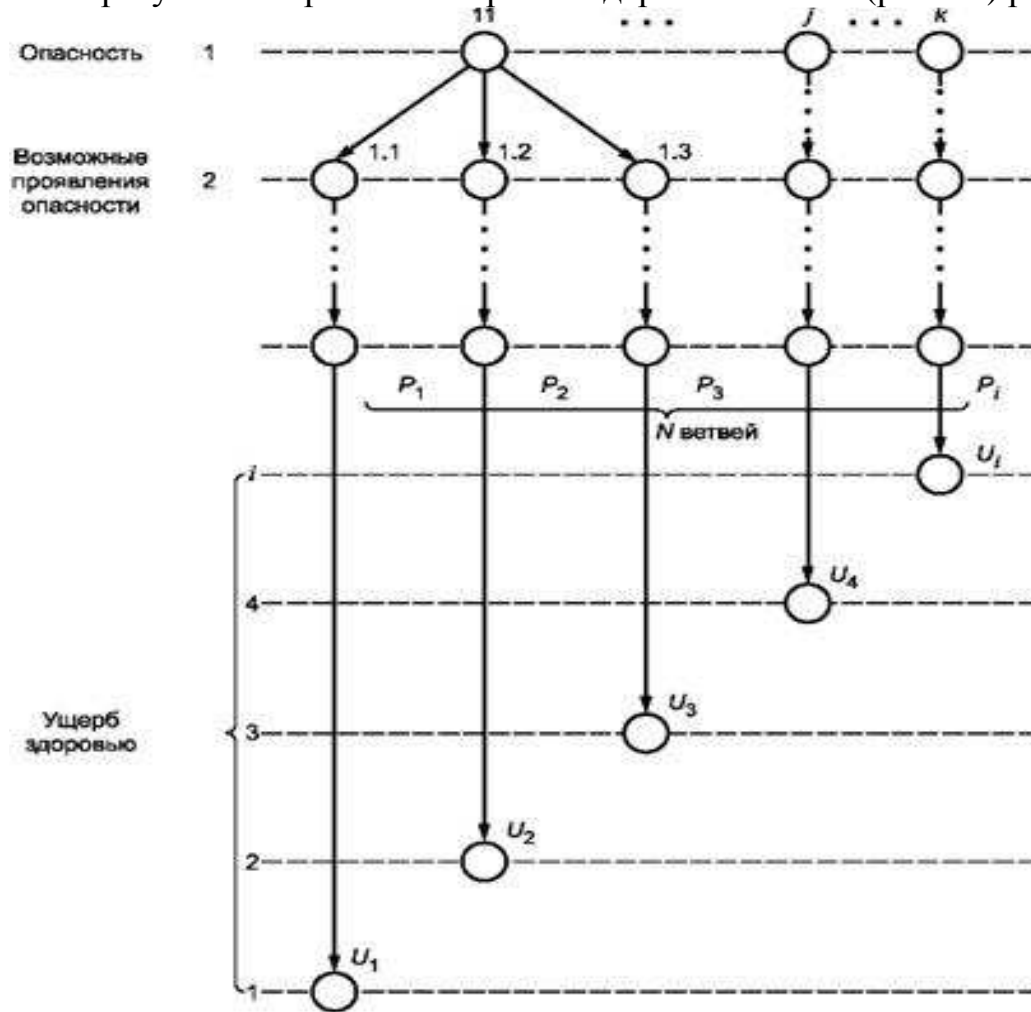 11 . . . j . . . k
Опасность 1
1.1 1.2 1.3
Возможные
проявления
опасности
2
P1 P2 P3 Pi
N ветвей
i Ui
4 U4
Ущерб
здоровью
3 U3
2 U2
1 U1